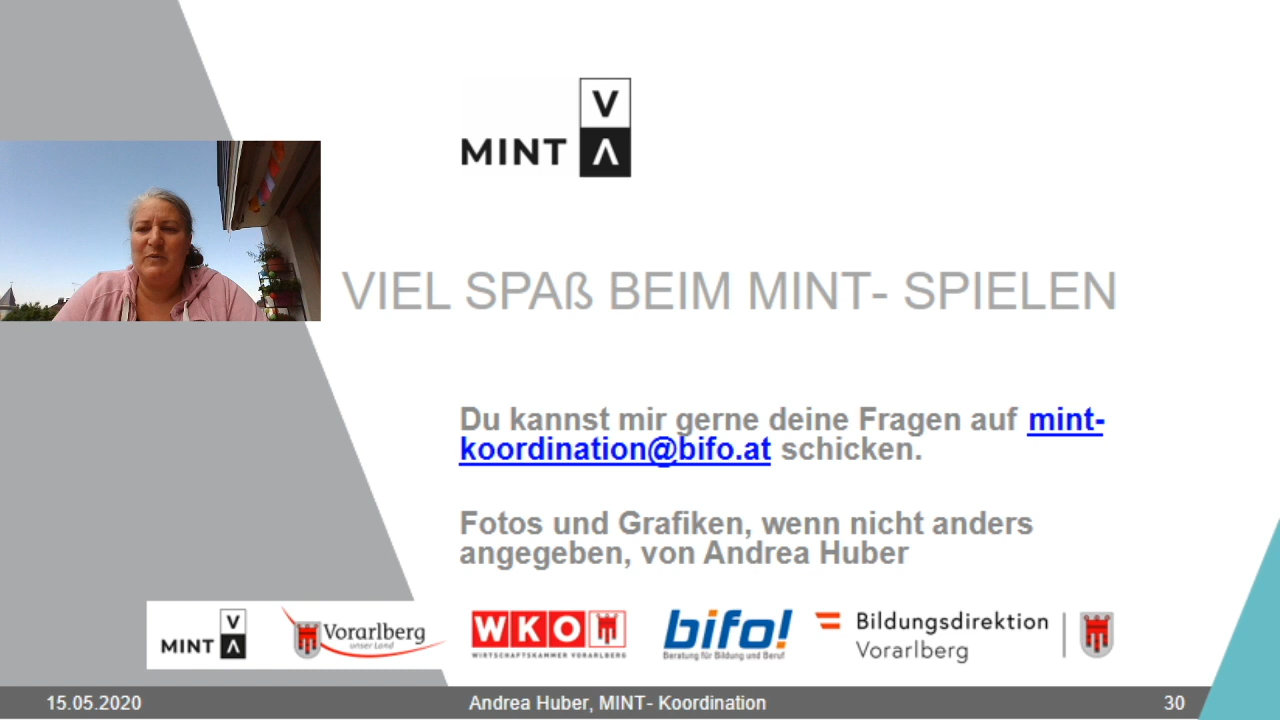 V
MINT Λ
VIEL SPAß BEIM MINT- SPIELEN
Du kannst mir gerne deine Fragen auf mint-
koordination@bifo.at schicken.
Fotos und Grafiken, wenn nicht anders
angegeben, von Andrea Huber
V
MINT Λ
Vorarlberg
unser Land
WKO
WIRTSCHAFTSKAMMER VORARLBERG
bifo!
Beratung für Bildung und Beruf
Bildungsdirektion
Vorarlberg
15.05.2020 Andrea Huber, MINT- Koordination 30